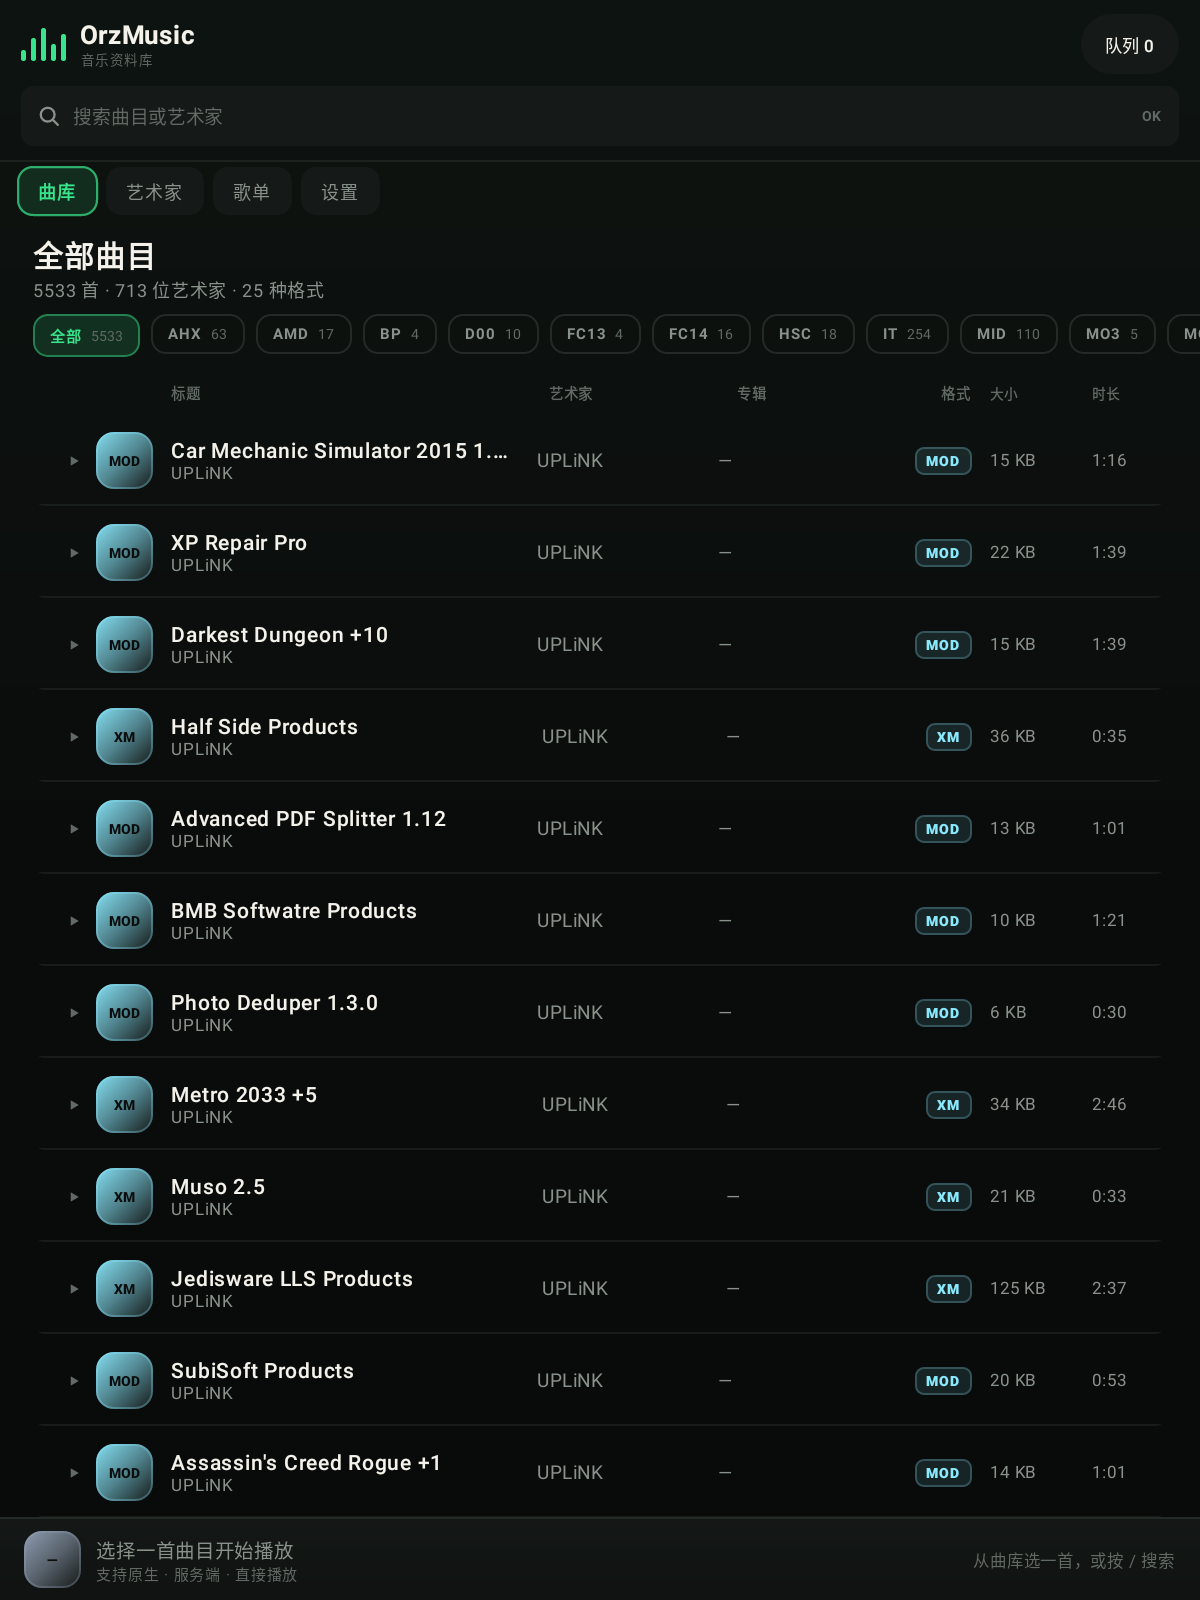 OrzMusic
音乐资料库
队列 0
搜索曲目或艺术家
OK
曲库 艺术家 歌单 设置
全部曲目
5533 首 · 713 位艺术家 · 25 种格式
全部 5533 AHX 63 AMD 17 BP 4 D00 10 FC13 4 FC14 16 HSC 18 IT 254 MID 110 MO3 5
标题 艺术家 专辑 格式 大小 时长
MOD Car Mechanic Simulator 2015 1.… UPLiNK — MOD 15 KB 1:16
UPLiNK
MOD XP Repair Pro UPLiNK — MOD 22 KB 1:39
UPLiNK
MOD Darkest Dungeon +10 UPLiNK — MOD 15 KB 1:39
UPLiNK
XM Half Side Products UPLiNK — XM 36 KB 0:35
UPLiNK
MOD Advanced PDF Splitter 1.12 UPLiNK — MOD 13 KB 1:01
UPLiNK
MOD BMB Softwatre Products UPLiNK — MOD 10 KB 1:21
UPLiNK
MOD Photo Deduper 1.3.0 UPLiNK — MOD 6 KB 0:30
UPLiNK
XM Metro 2033 +5 UPLiNK — XM 34 KB 2:46
UPLiNK
XM Muso 2.5 UPLiNK — XM 21 KB 0:33
UPLiNK
XM Jedisware LLS Products UPLiNK — XM 125 KB 2:37
UPLiNK
MOD SubiSoft Products UPLiNK — MOD 20 KB 0:53
UPLiNK
MOD Assassin's Creed Rogue +1 UPLiNK — MOD 14 KB 1:01
UPLiNK
— 选择一首曲目开始播放
支持原生 · 服务端 · 直接播放
从曲库选一首，或按 / 搜索